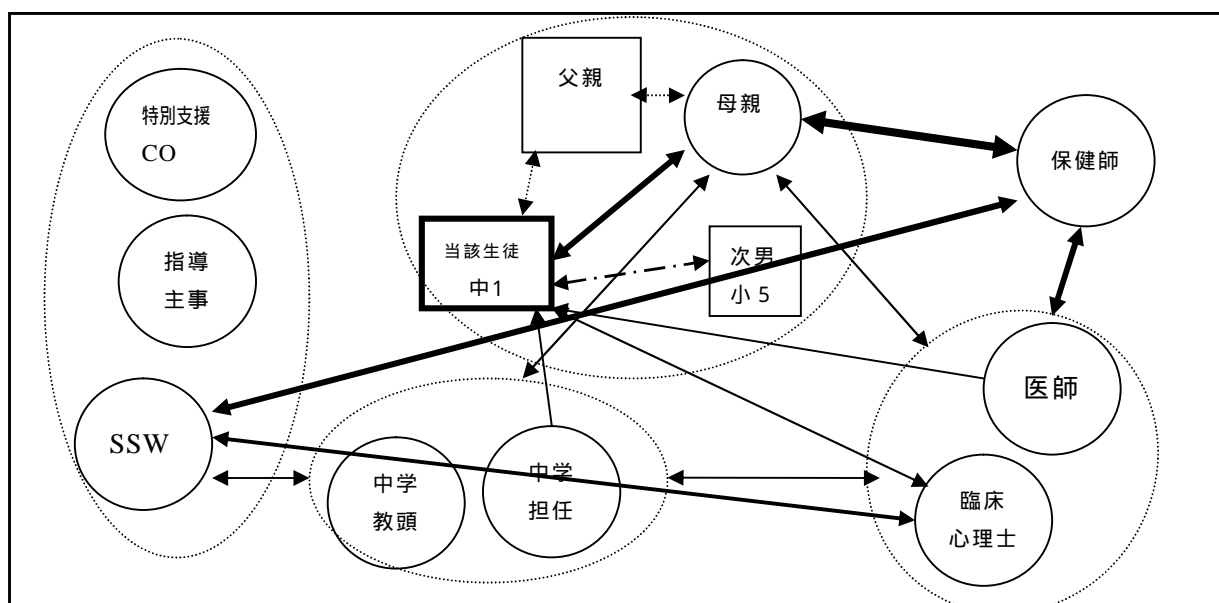 特別支援
CO
指導
主事
SSW
父親
母親
当該生徒
中1
次男
小5
保健師
医師
中学
教頭
中学
担任
臨床
心理士